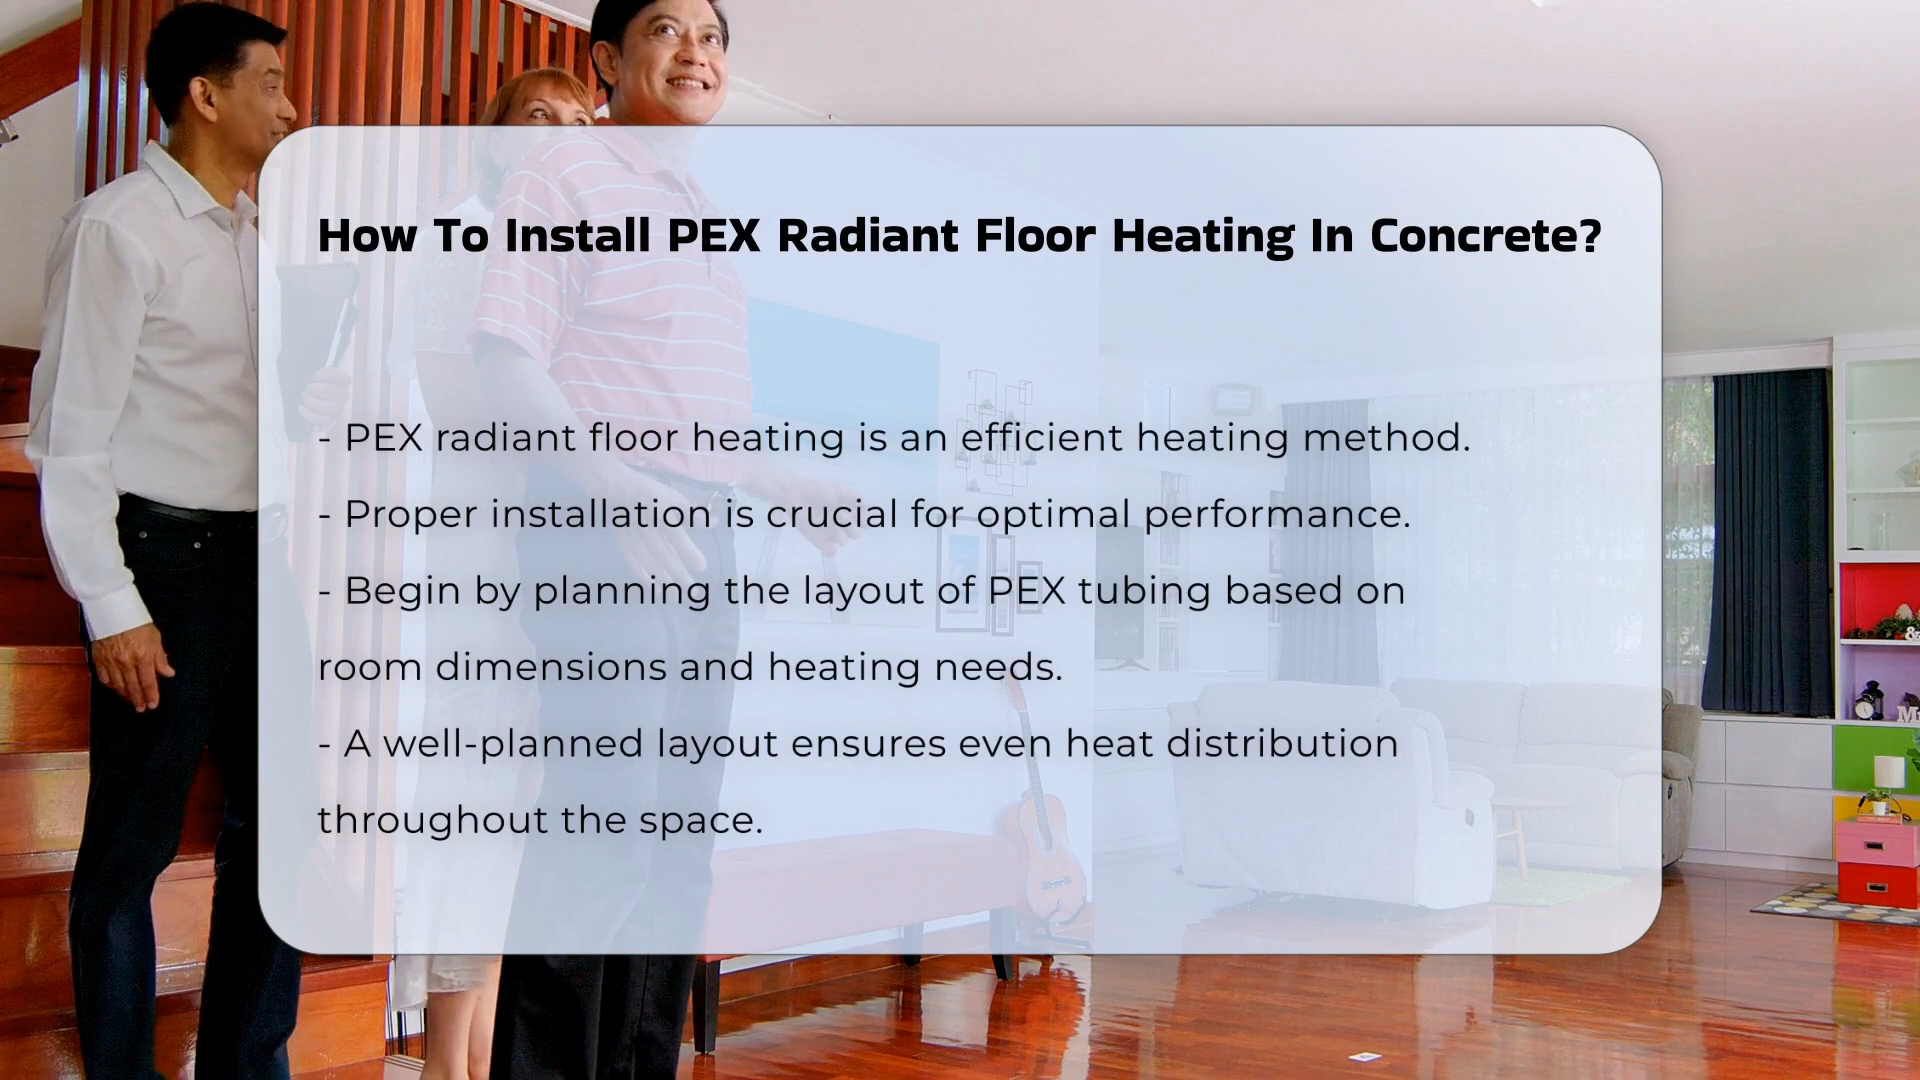 How To Install PEX Radiant Floor Heating In Concrete?
- PEX radiant floor heating is an efficient heating method.
- Proper installation is crucial for optimal performance.
- Begin by planning the layout of PEX tubing based on
room dimensions and heating needs.
- A well-planned layout ensures even heat distribution
throughout the space.